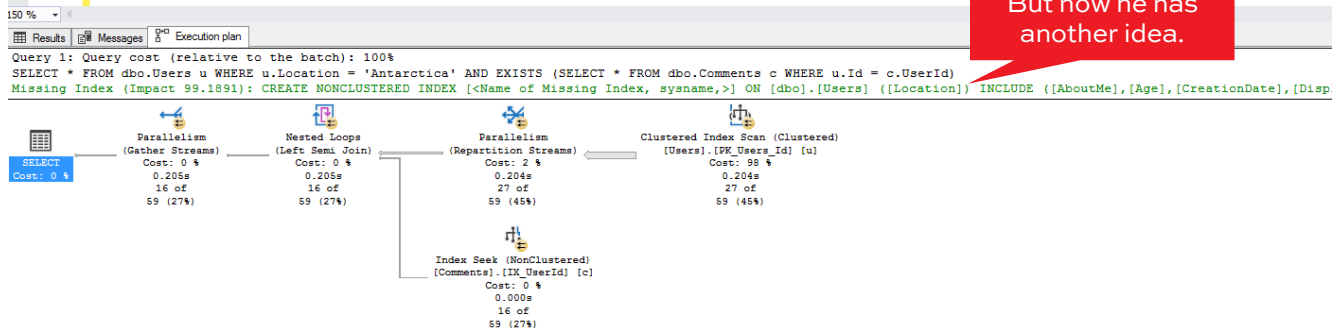 But now he has
another idea.
150 %
Results Messages Execution plan
Query 1: Query cost (relative to the batch): 100%
SELECT * FROM dbo.Users u WHERE u.Location = 'Antarctica' AND EXISTS (SELECT * FROM dbo.Comments c WHERE u.Id = c.UserId)
Missing Index (Impact 99.1891): CREATE NONCLUSTERED INDEX [<Name of Missing Index, sysname,>] ON [dbo].[Users] ([Location]) INCLUDE ([AboutMe],[Age],[CreationDate],[Disp
SELECT
Cost: 0 %
Parallelism
(Gather Streams)
Cost: 0 %
0.205s
16 of
59 (27%)
Nested Loops
(Left Semi Join)
Cost: 0 %
0.205s
16 of
59 (27%)
Parallelism
(Repartition Streams)
Cost: 2 %
0.204s
27 of
59 (45%)
Clustered Index Scan (Clustered)
[Users].[PK_Users_Id] [u]
Cost: 98 %
0.204s
27 of
59 (45%)
Index Seek (NonClustered)
[Comments].[IX_UserId] [c]
Cost: 0 %
0.000s
16 of
59 (27%)